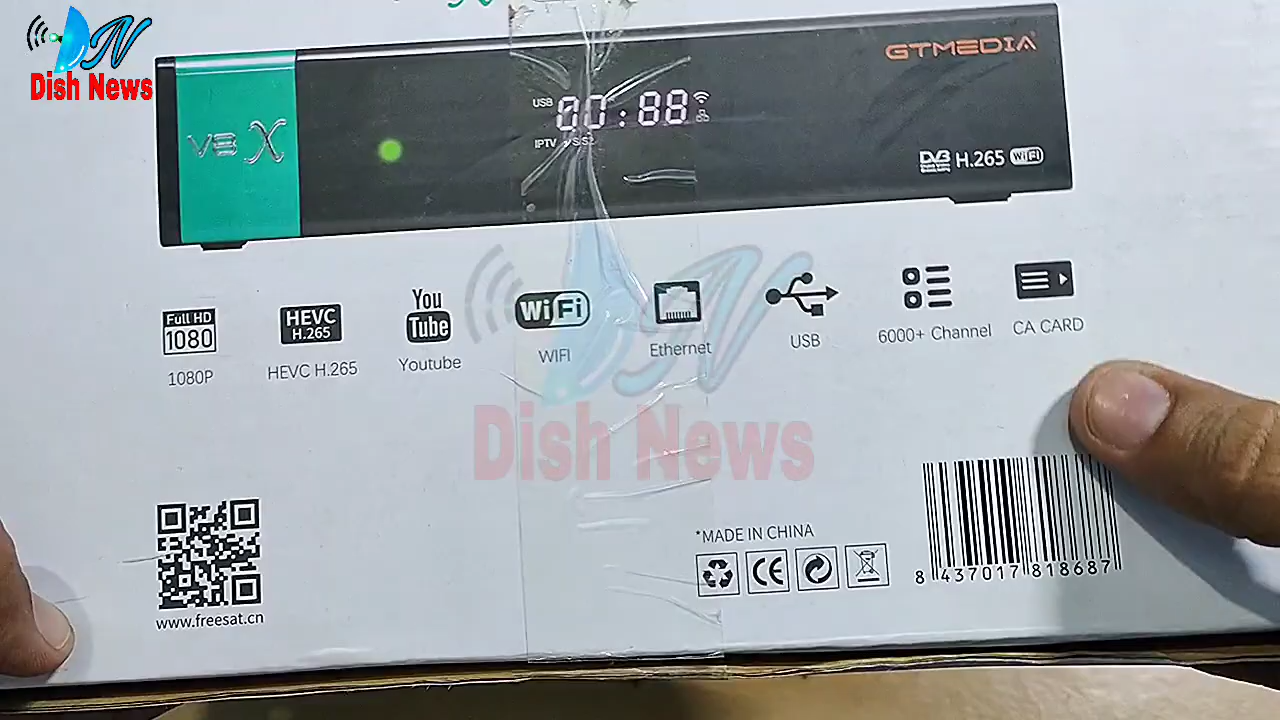 DN
Dish News
GTMEDIA
V8 X
USB 00:88
IPTV
DVB H.265 WiFi
Full HD
1080
HEVC
H.265
You
Tube
WiFi
1080P
HEVC H.265
Youtube
WIFI
Ethernet
USB
6000+ Channel
CA CARD
DN
Dish News
*MADE IN CHINA
CE
8 437017 818687
www.freesat.cn